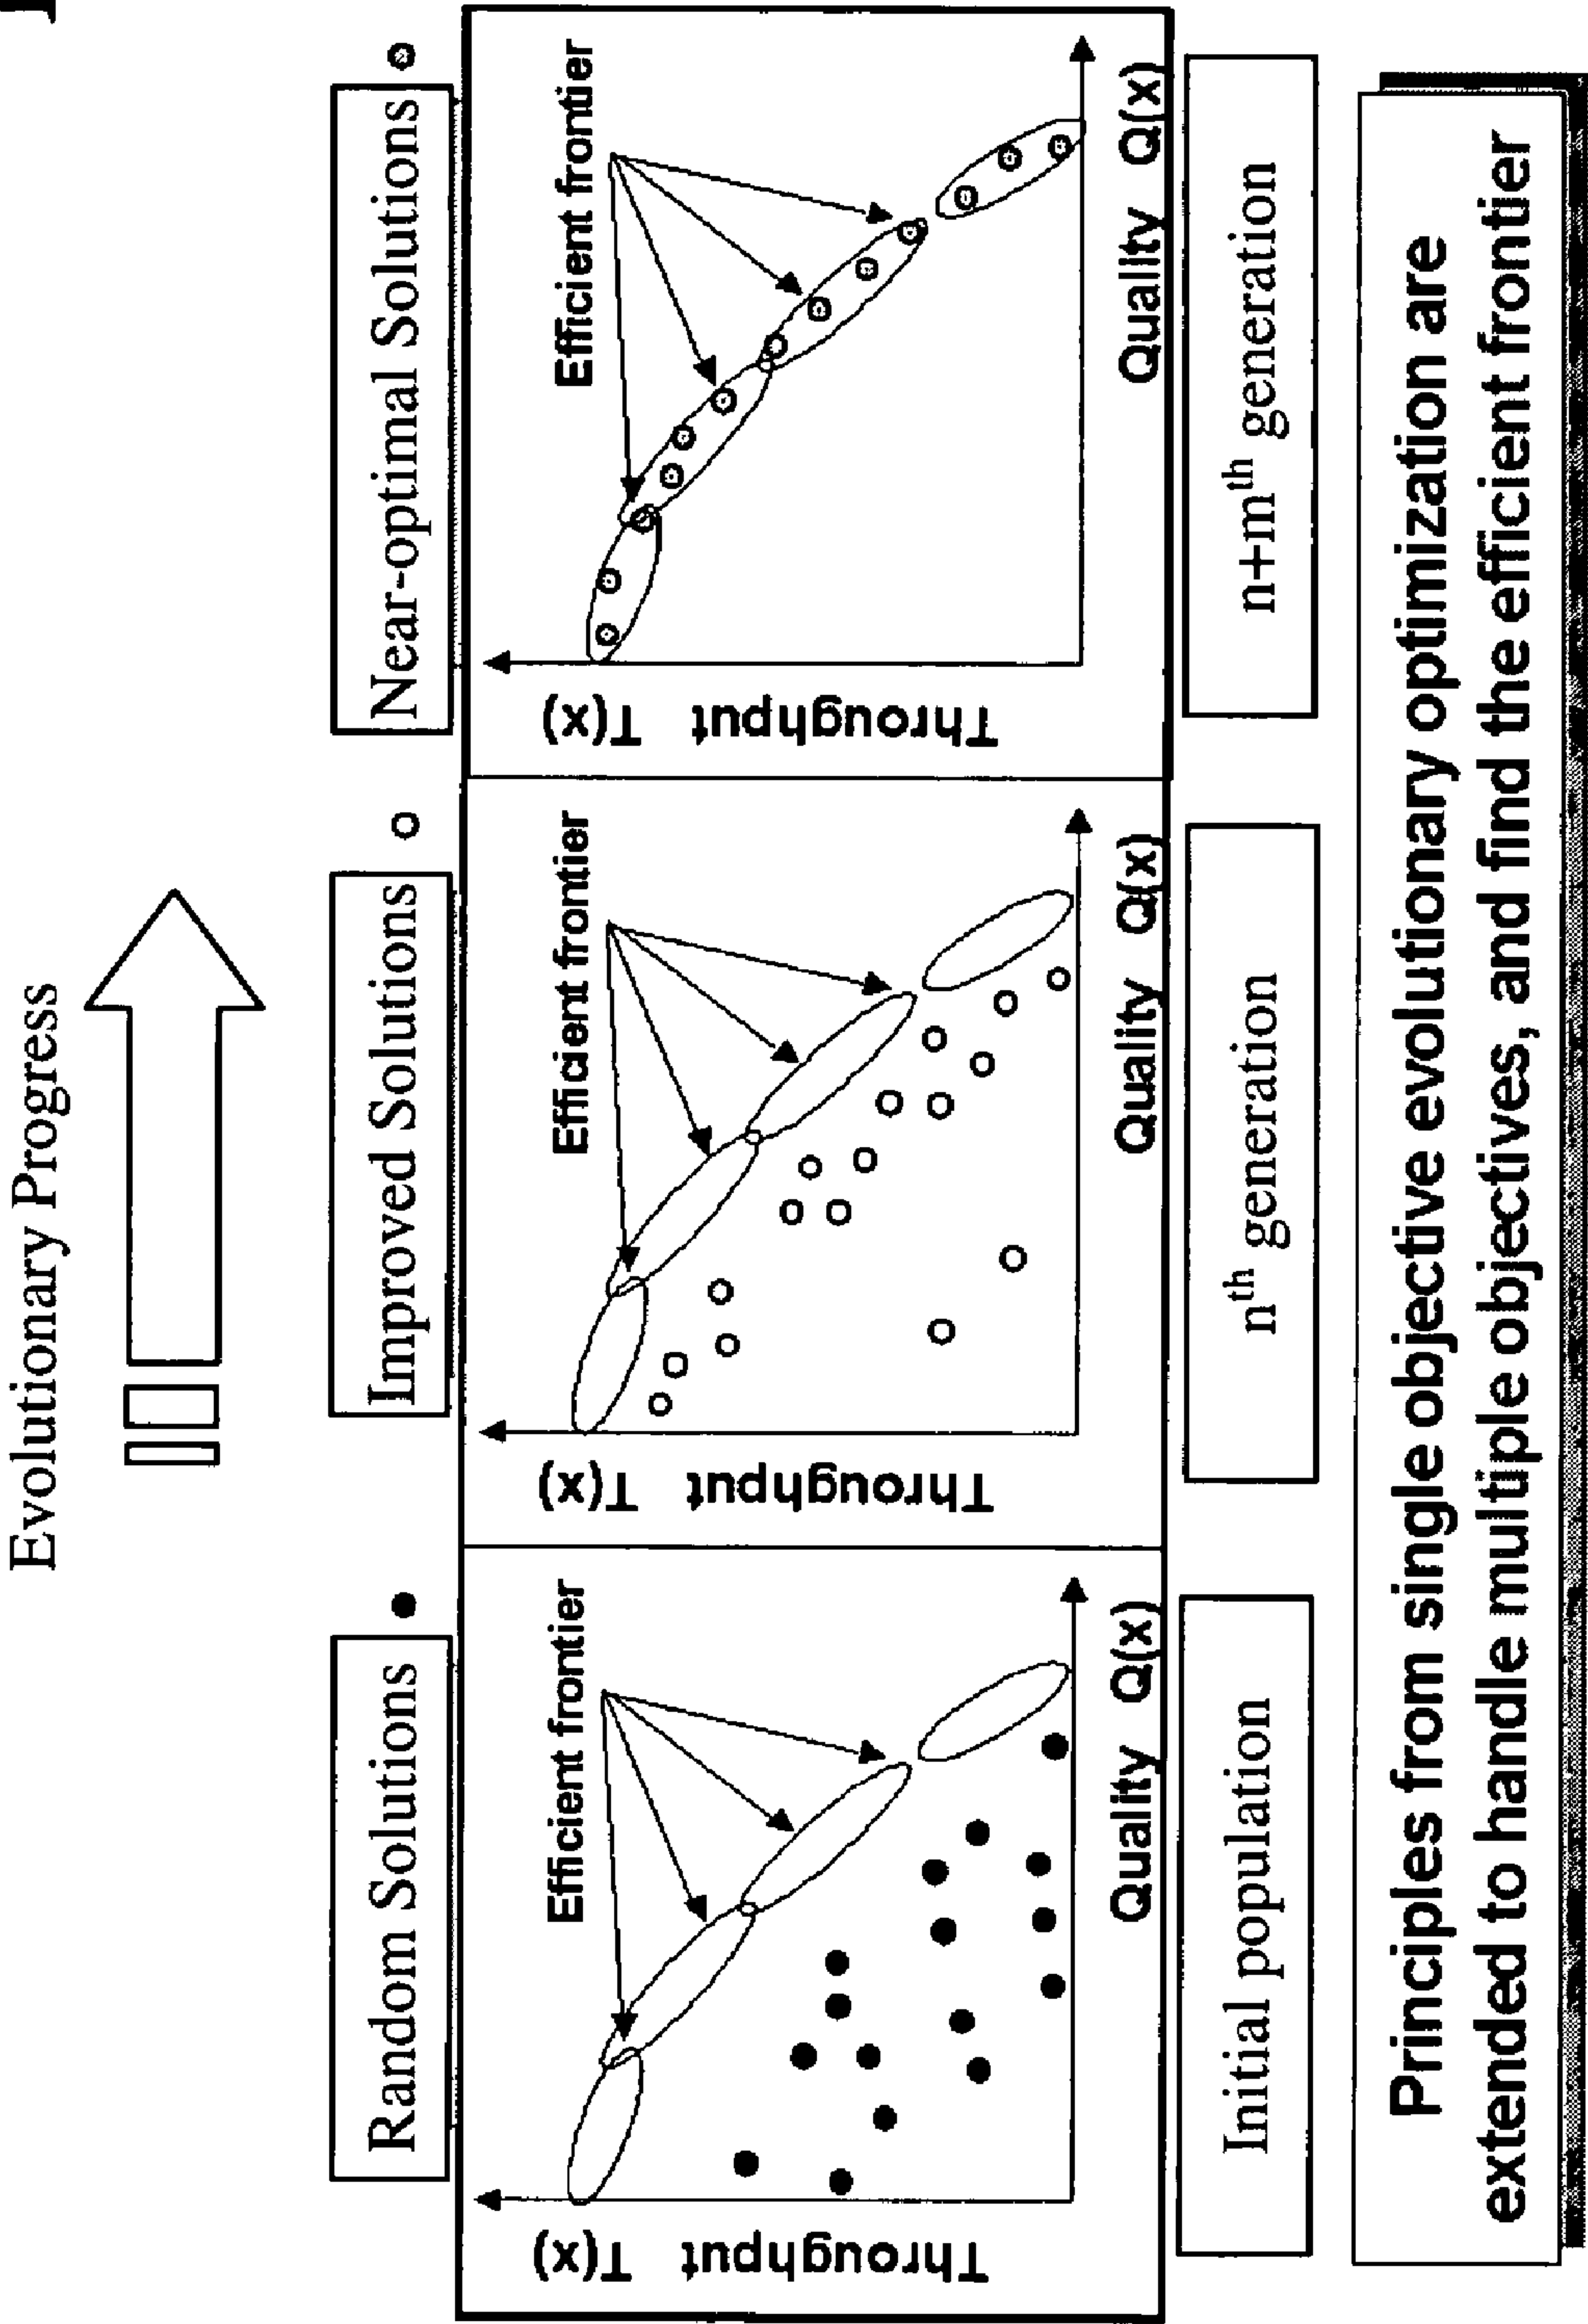 Evolutionary Progress
Random Solutions
Improved Solutions
Near-optimal Solutions
Efficient frontier
Throughput T(x)
Quality Q(x)
Efficient frontier
Throughput T(x)
Quality Q(x)
Efficient frontier
Throughput T(x)
Quality Q(x)
Initial population
nth generation
n+mth generation
Principles from single objective evolutionary optimization are
extended to handle multiple objectives, and find the efficient frontier